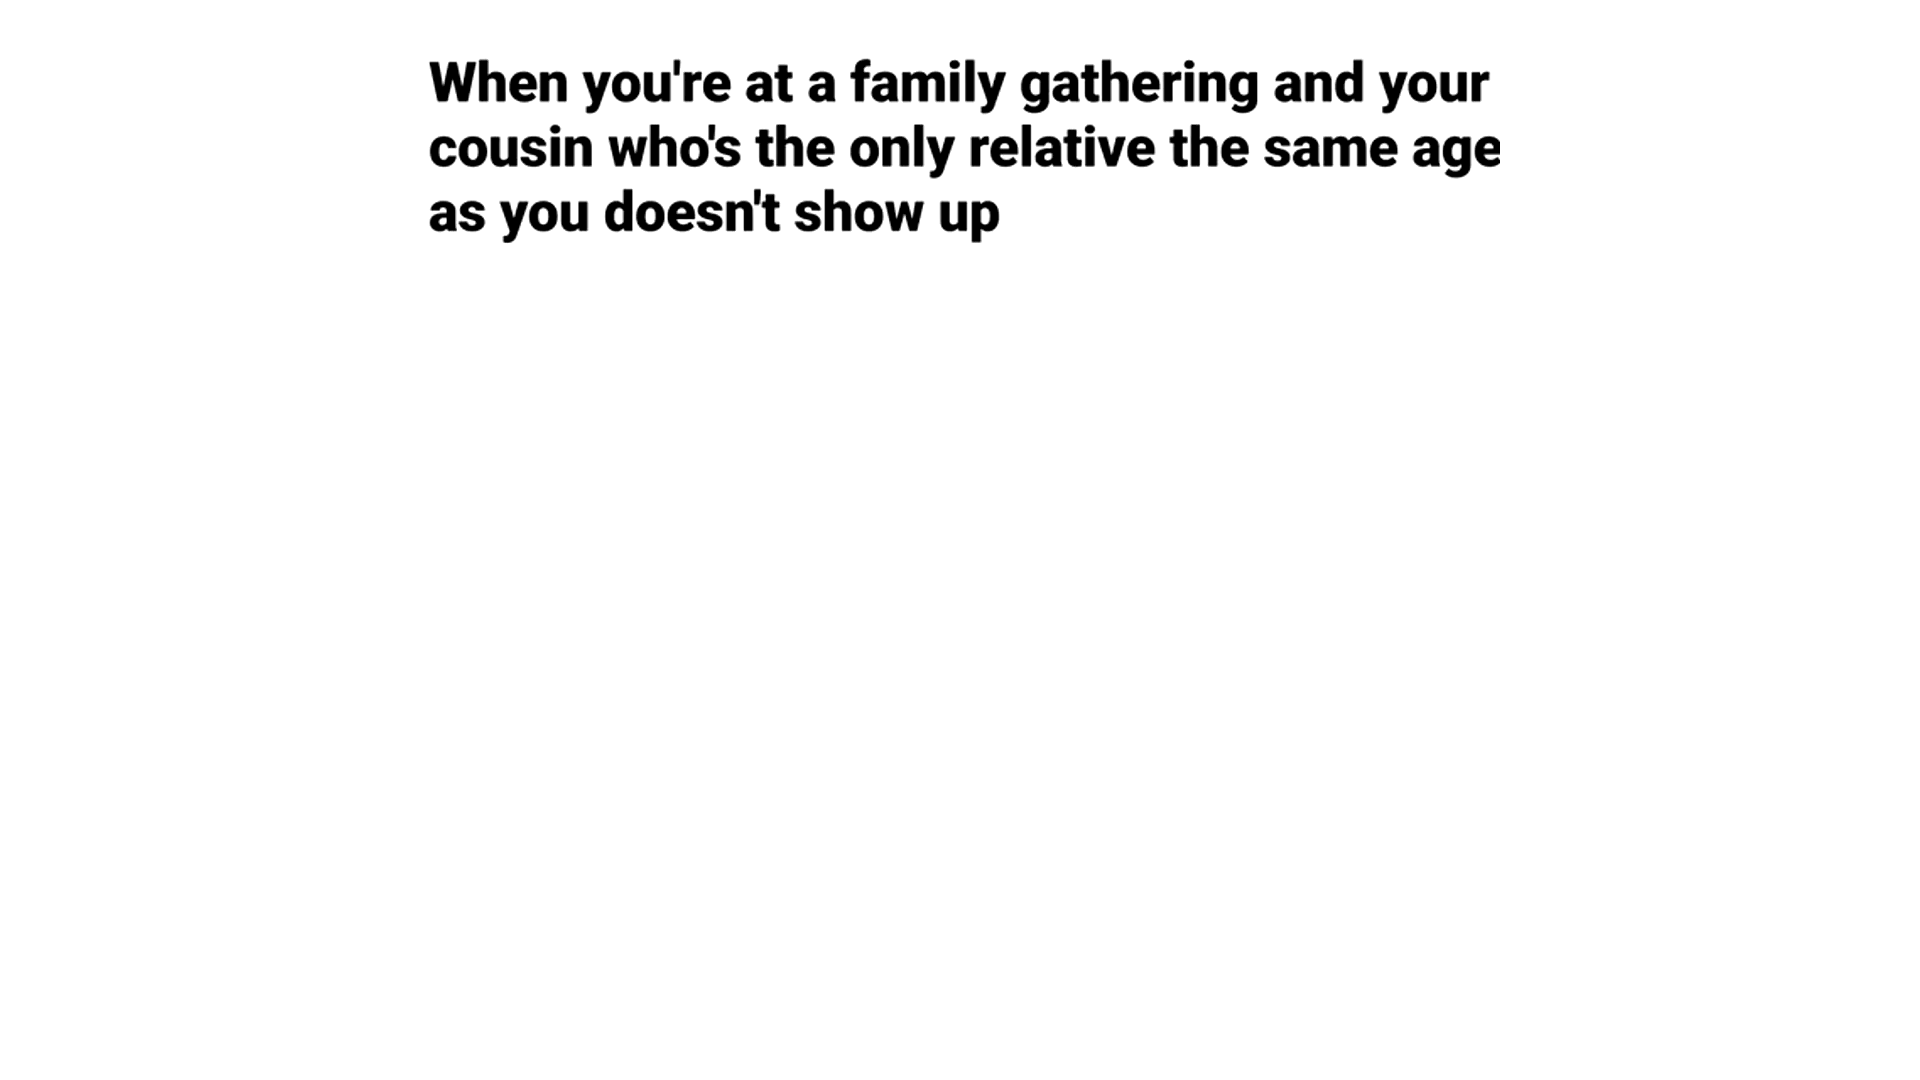 When you're at a family gathering and your
cousin who's the only relative the same age
as you doesn't show up